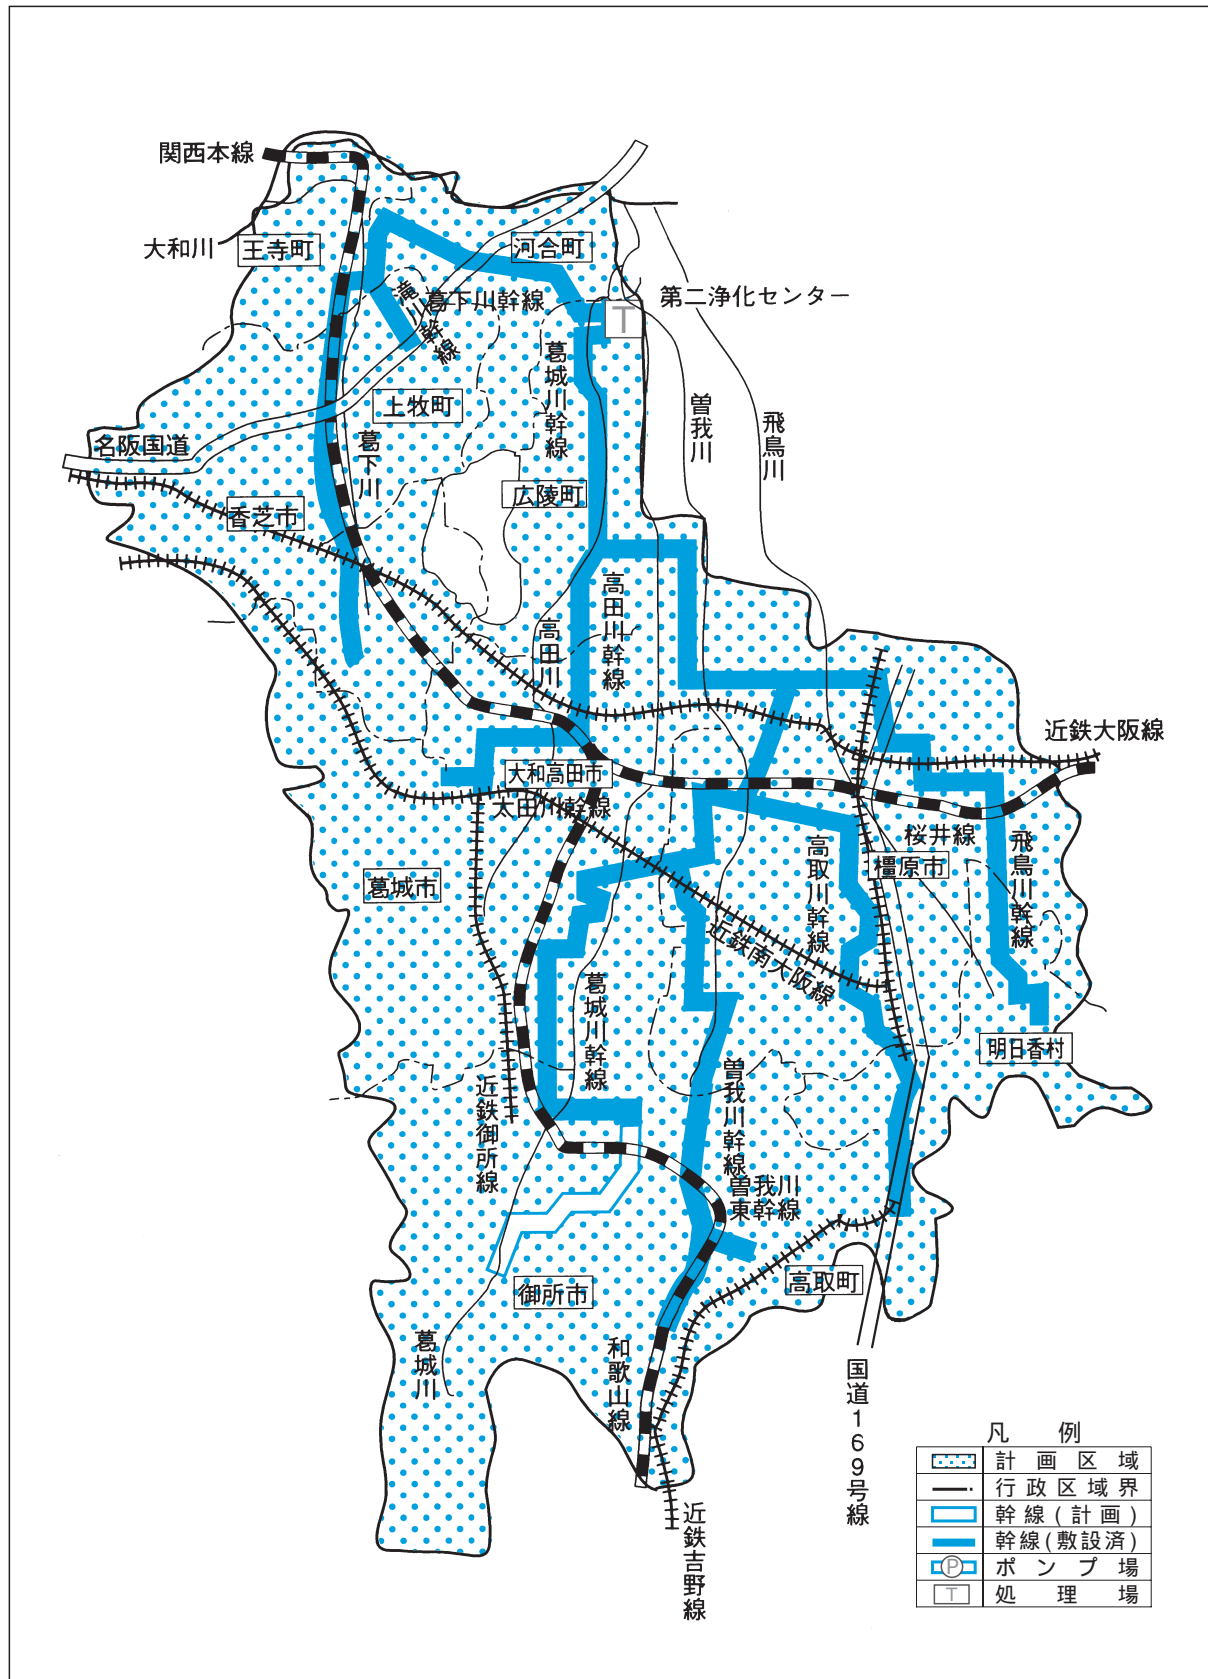 関西本線
大和川
王寺町
河合町
第二浄化センター
T
滝川幹線
葛下川幹線
葛城川幹線
上牧町
曽我川
飛鳥川
名阪国道
葛下川
広陵町
香芝市
高田川幹線
高田川
近鉄大阪線
大和高田市
太田川幹線
桜井線
高取川幹線
橿原市
飛鳥川幹線
葛城市
近鉄南大阪線
葛城川幹線
明日香村
近鉄御所線
曽我川幹線
曽我川
東幹線
高取町
御所市
葛城川
和歌山線
国道169号線
近鉄吉野線
凡例
計画区域
行政区域界
幹線(計画)
幹線(敷設済)
P ポンプ場
T 処理場